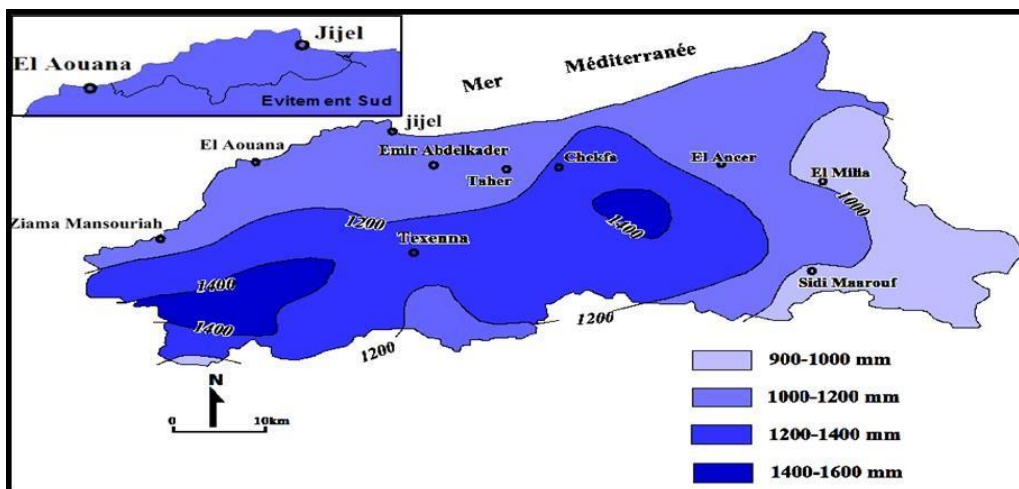 Jijel
El Aouana
Evitement Sud
Mer Méditerranée
jijel
El Aouana
Emir Abdelkader
Taher
Chekfa
El Ancer
El Milia
Ziama Mansouriah
1200
1000
1400
Texenna
Sidi Maarouf
1400
1400
1200
1200
N
0 10km
900-1000 mm
1000-1200 mm
1200-1400 mm
1400-1600 mm